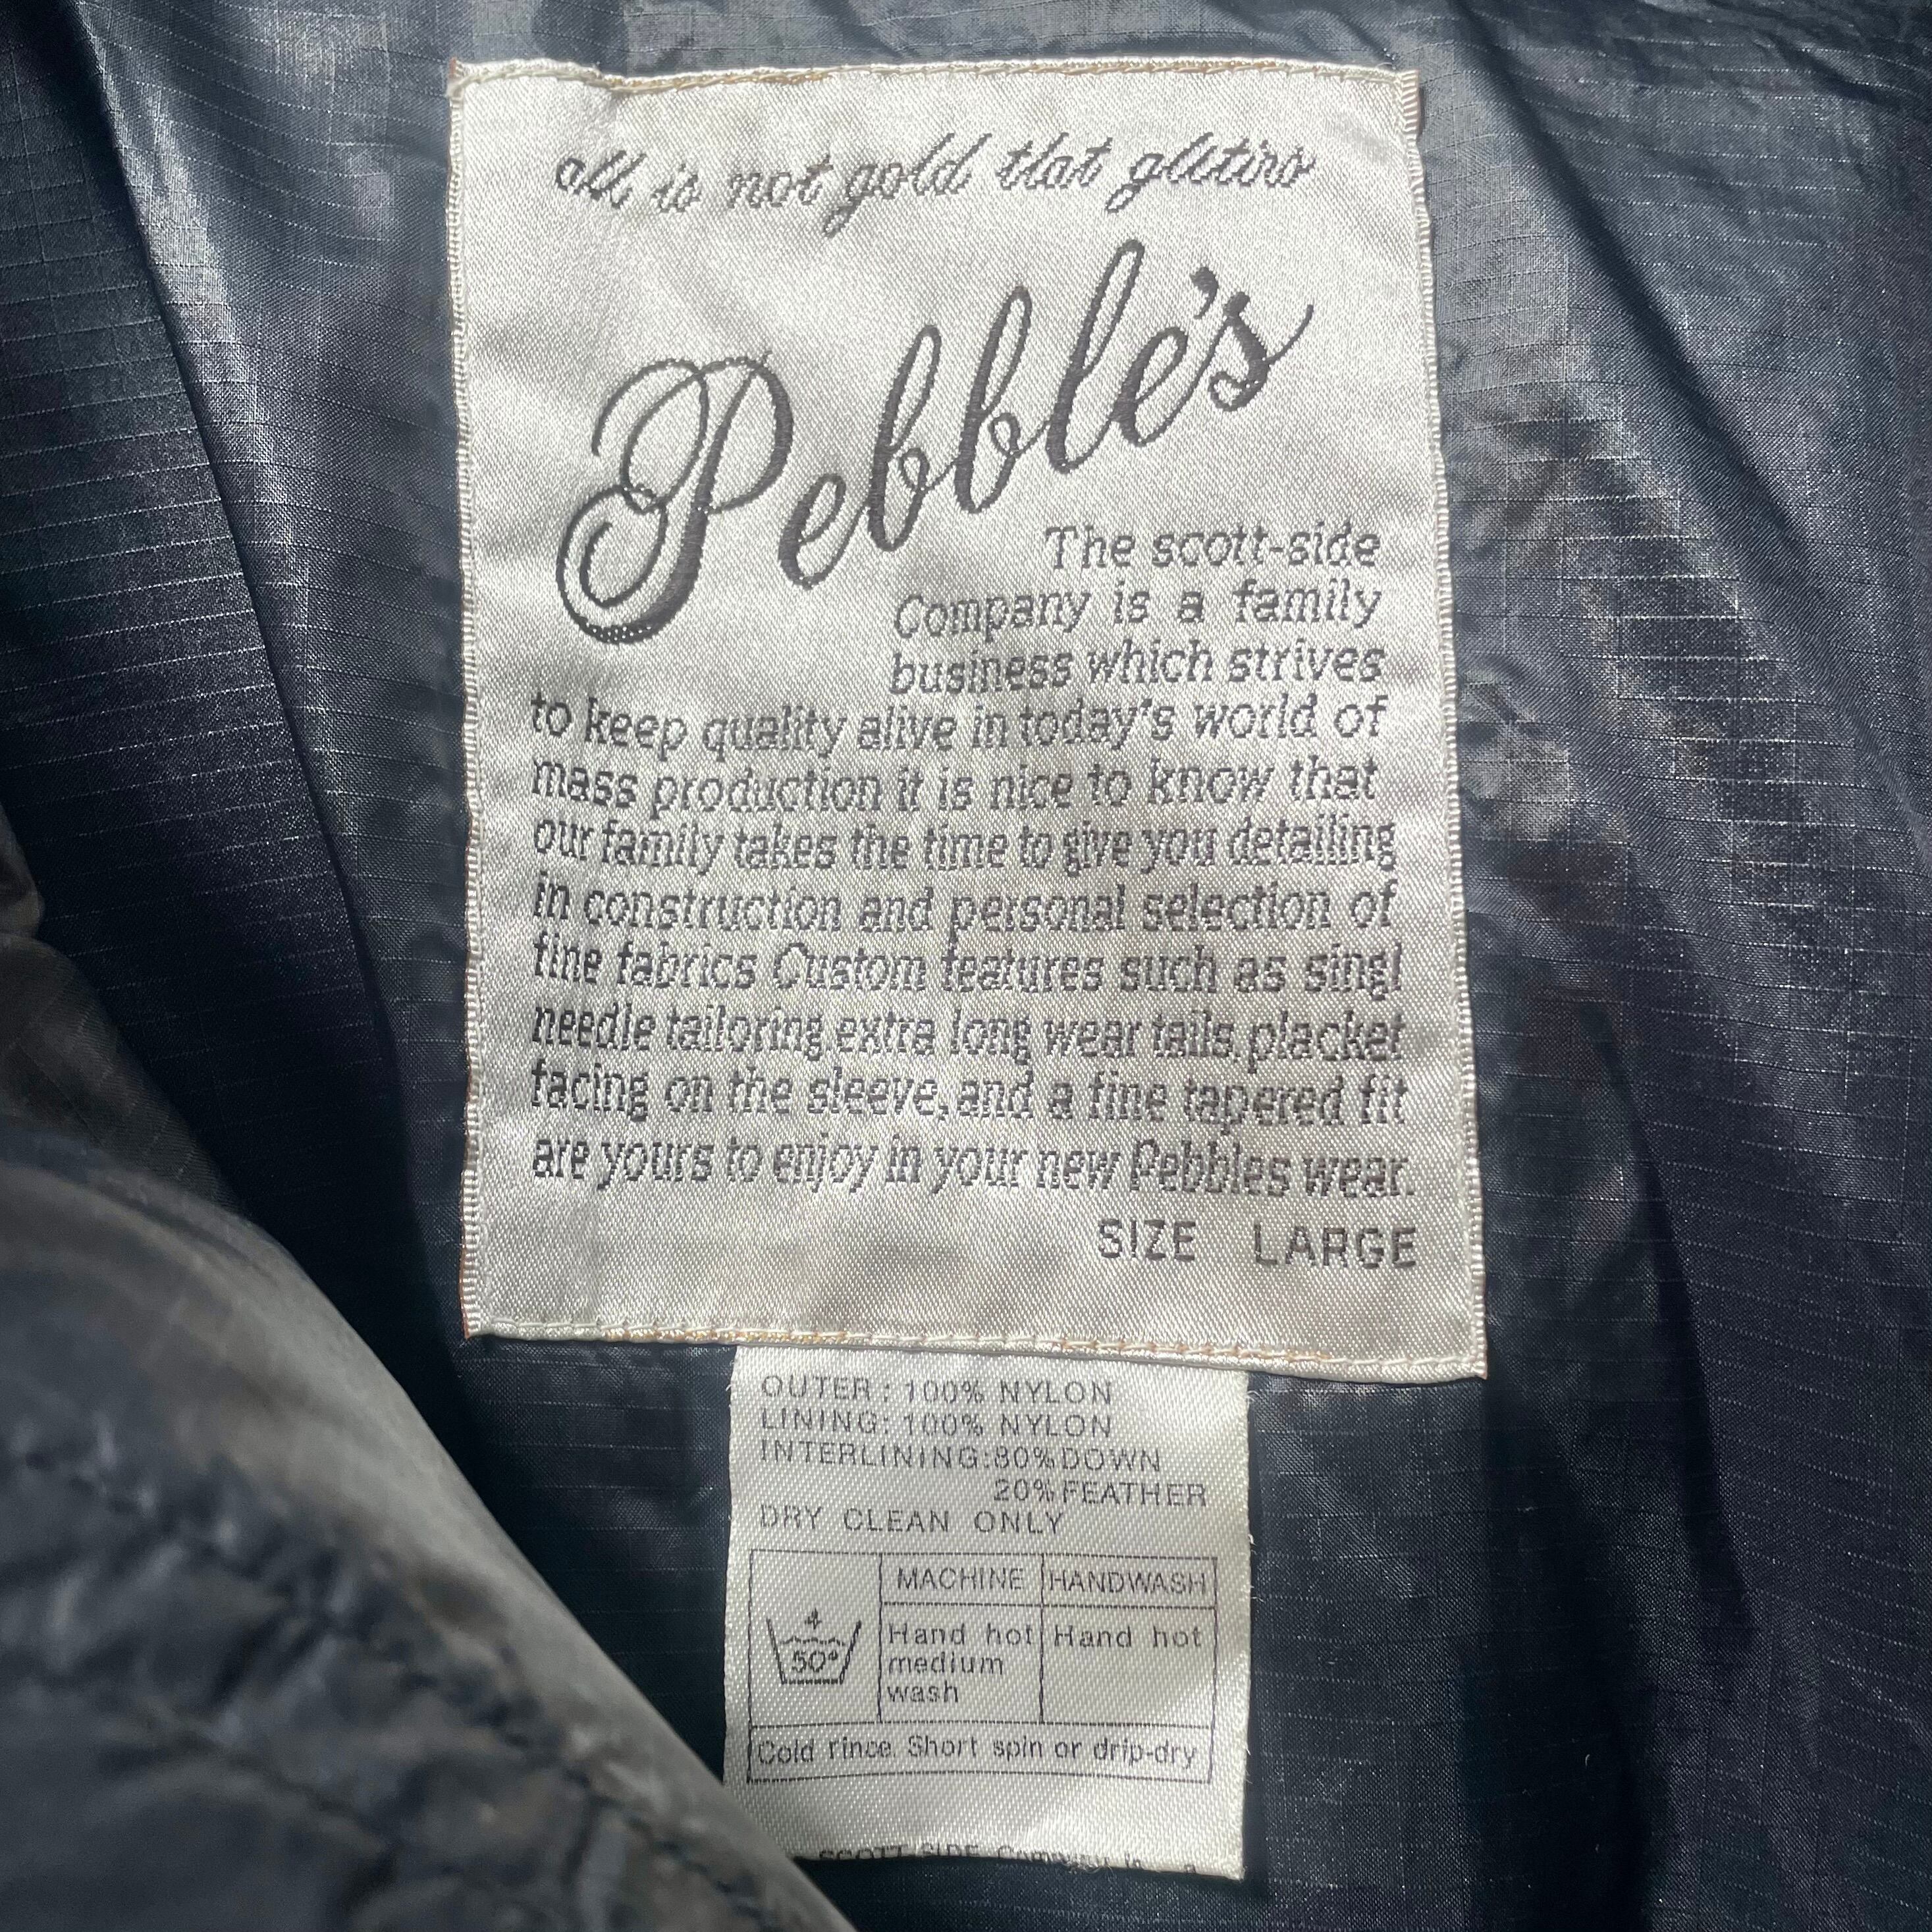 all is not gold that glitirs
Pebble's
The scott-side
Company is a family
business which strives
to keep quality alive in today's world of
mass production it is nice to know that
our family takes the time to give you detailing
in construction and personal selection of
fine fabrics Custom features such as singl
needle tailoring, extra long wear tails, placket
facing on the sleeve, and a fine tapered fit
are yours to enjoy in your new Pebbles wear.
SIZE LARGE
OUTER : 100% NYLON
LINING: 100% NYLON
INTERLINING:80%DOWN
20%FEATHER
DRY CLEAN ONLY
MACHINE HANDWASH
4
50°
Hand hot Hand hot
medium
wash
Cold rince. Short spin or drip-dry
SCOTT-SIDE Company